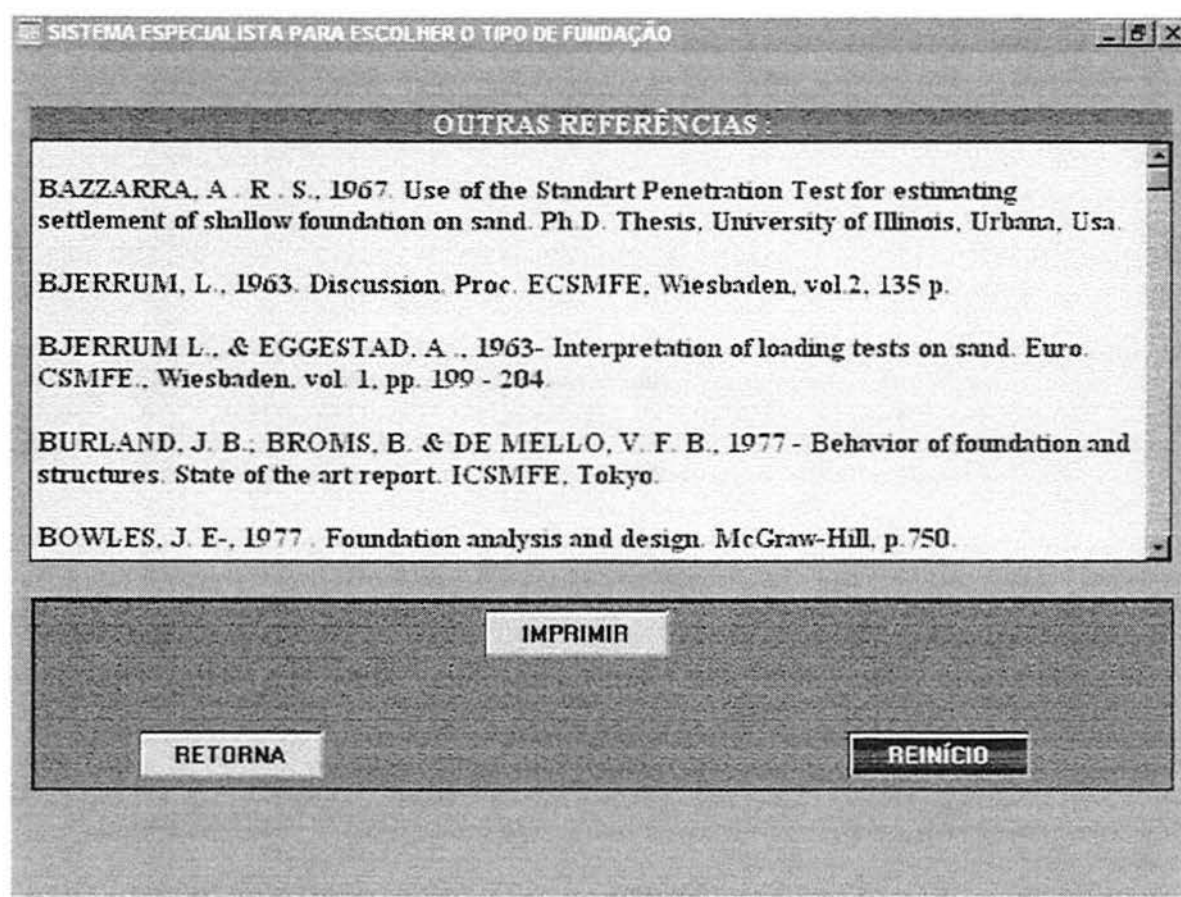 SISTEMA ESPECIALISTA PARA ESCOLHER O TIPO DE FUNDAÇÃO
OUTRAS REFERÊNCIAS :
BAZZARRA, A . R . S., 1967. Use of the Standart Penetration Test for estimating
settlement of shallow foundation on sand. Ph.D. Thesis, University of Illinois, Urbana, Usa.
BJERRUM, L., 1963. Discussion. Proc. ECSMFE, Wiesbaden, vol.2, 135 p.
BJERRUM L., & EGGESTAD, A ., 1963- Interpretation of loading tests on sand. Euro.
CSMFE., Wiesbaden, vol. 1, pp. 199 - 204.
BURLAND, J. B.; BROMS, B. & DE MELLO, V. F. B., 1977 - Behavior of foundation and
structures. State of the art report. ICSMFE, Tokyo.
BOWLES, J. E-, 1977 . Foundation analysis and design. McGraw-Hill, p.750.
IMPRIMIR
RETORNA
REINÍCIO